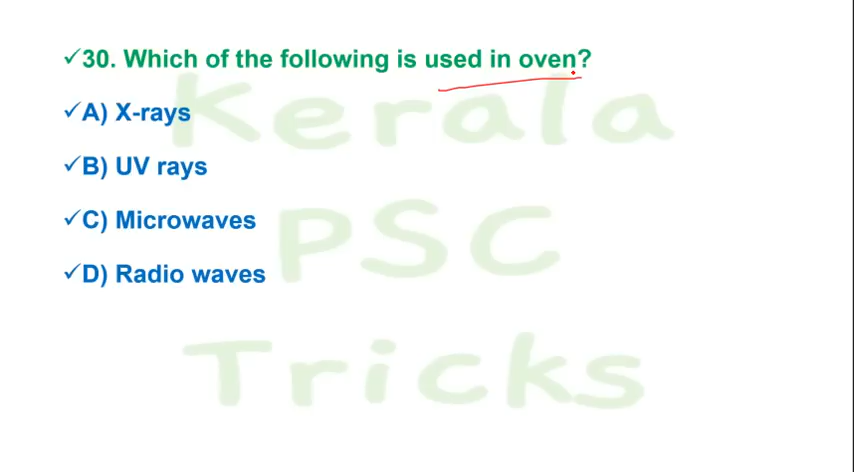 ✓30. Which of the following is used in oven?
✓A) X-rays
✓B) UV rays
✓C) Microwaves
✓D) Radio waves
Kerala
PSC
Tricks